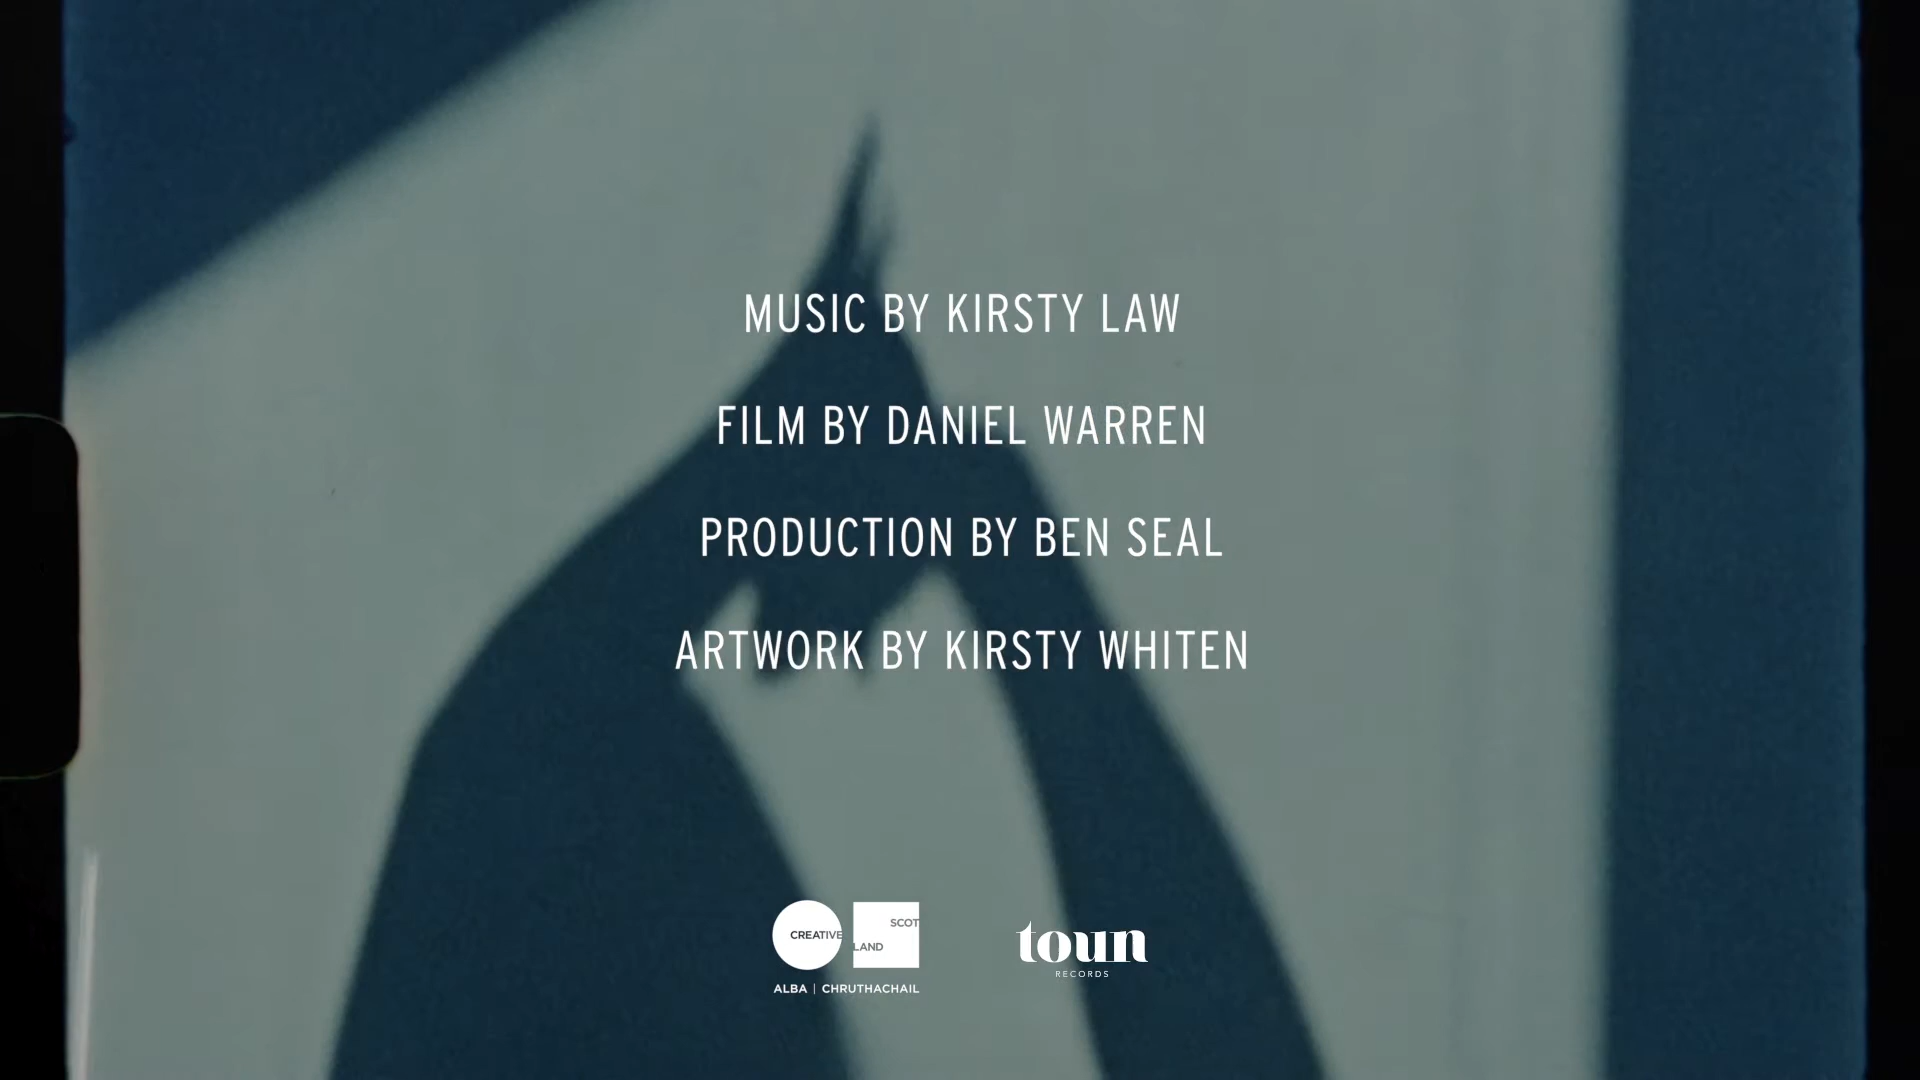 MUSIC BY KIRSTY LAW
FILM BY DANIEL WARREN
PRODUCTION BY BEN SEAL
ARTWORK BY KIRSTY WHITEN
CREATIVE
SCOT
LAND
ALBA | CHRUTHACHAIL
toun
RECORDS